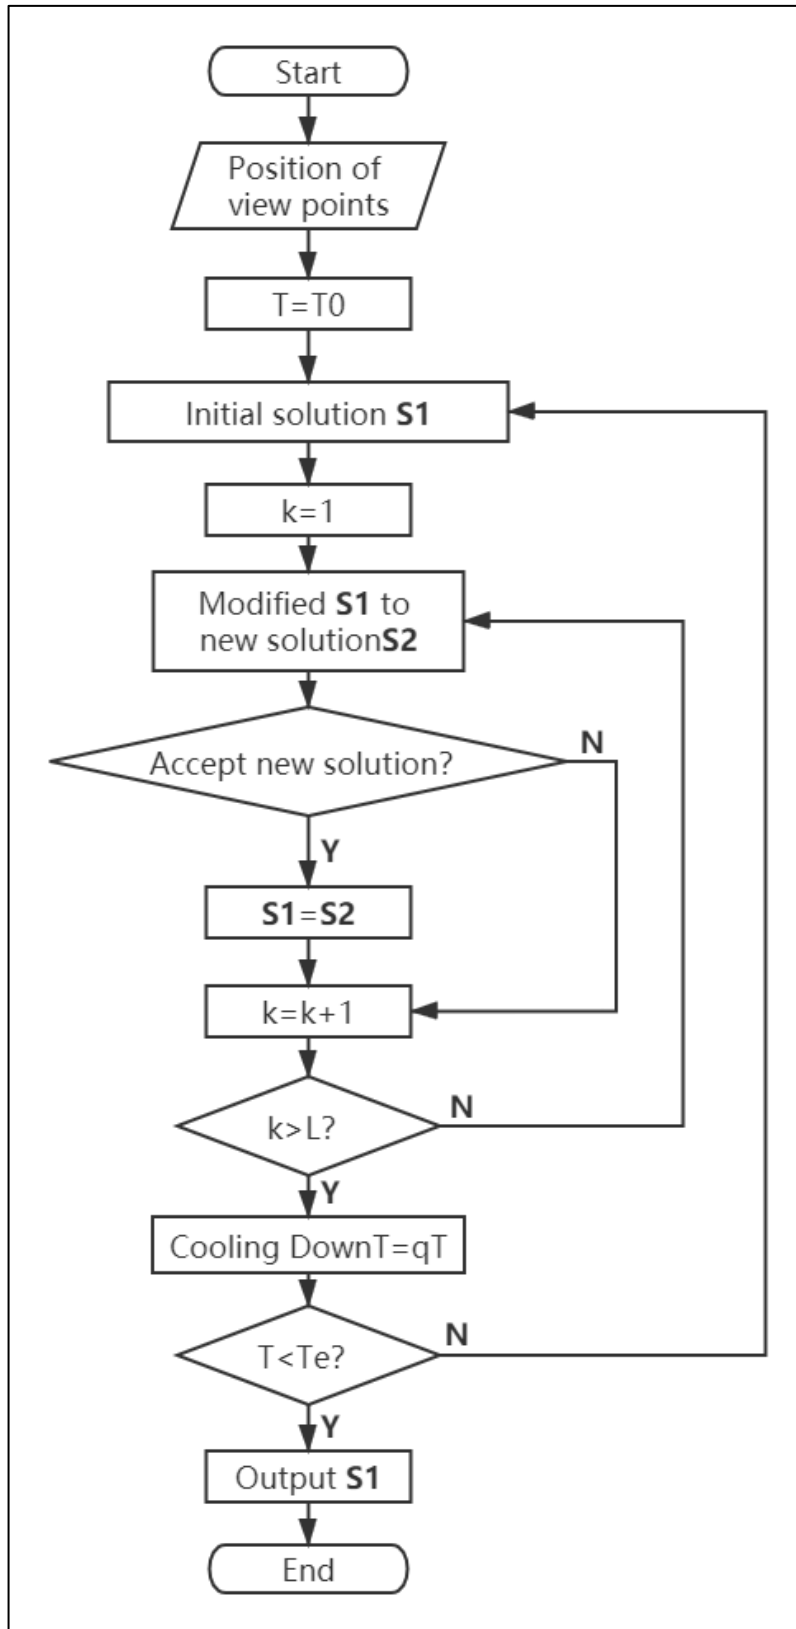 Start
Position of
view points
T=T0
Initial solution S1
k=1
Modified S1 to
new solutionS2
Accept new solution?
N
Y
S1=S2
k=k+1
k>L?
N
Y
Cooling DownT=qT
T<Te?
N
Y
Output S1
End